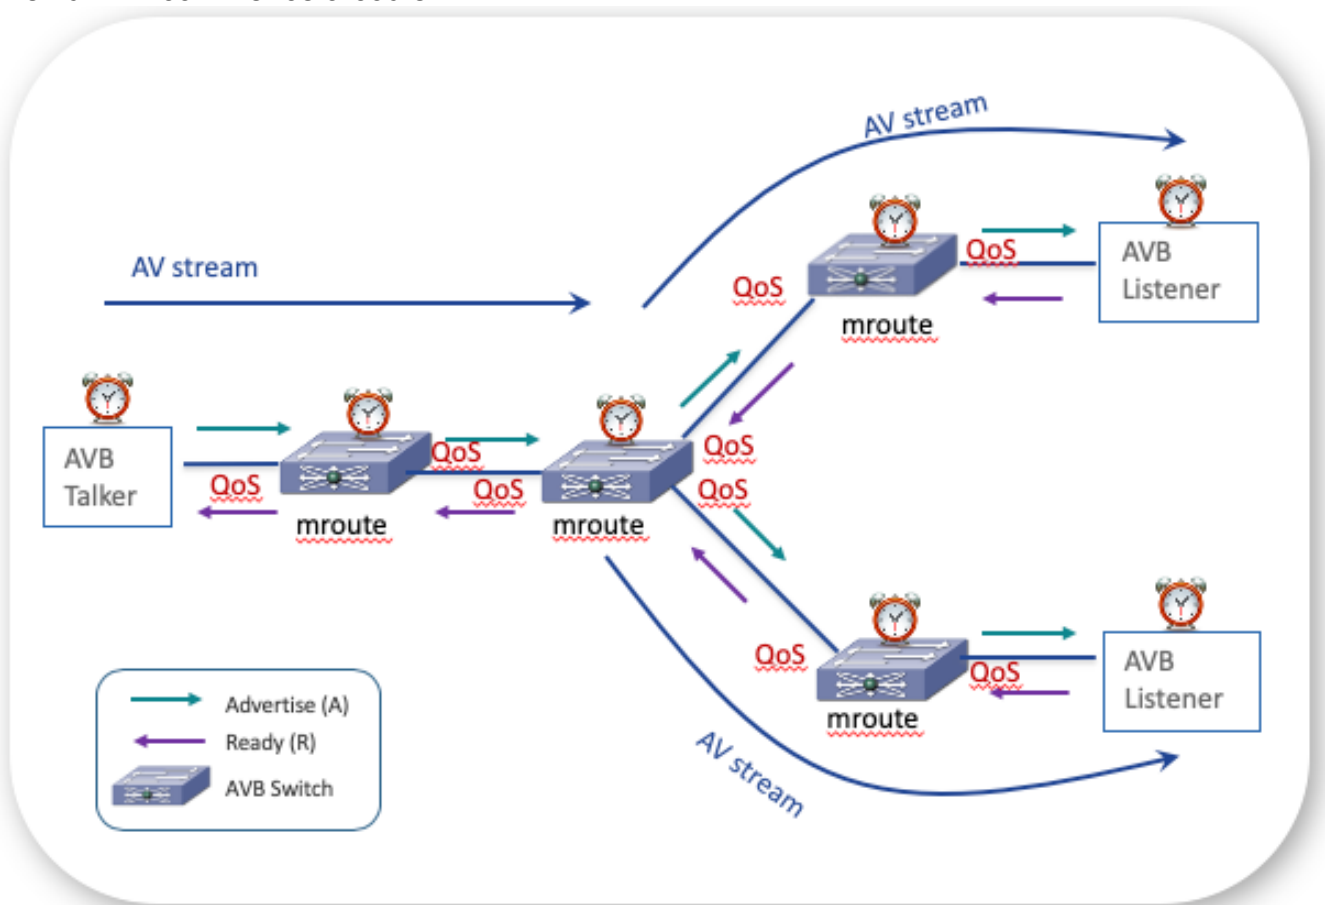 AV stream
AV stream
AVB
Listener
QoS
QoS
mroute
AVB
Talker
QoS
mroute
QoS
QoS
mroute
QoS
QoS
QoS
mroute
QoS
AVB
Listener
AV stream
Advertise (A)
Ready (R)
AVB Switch